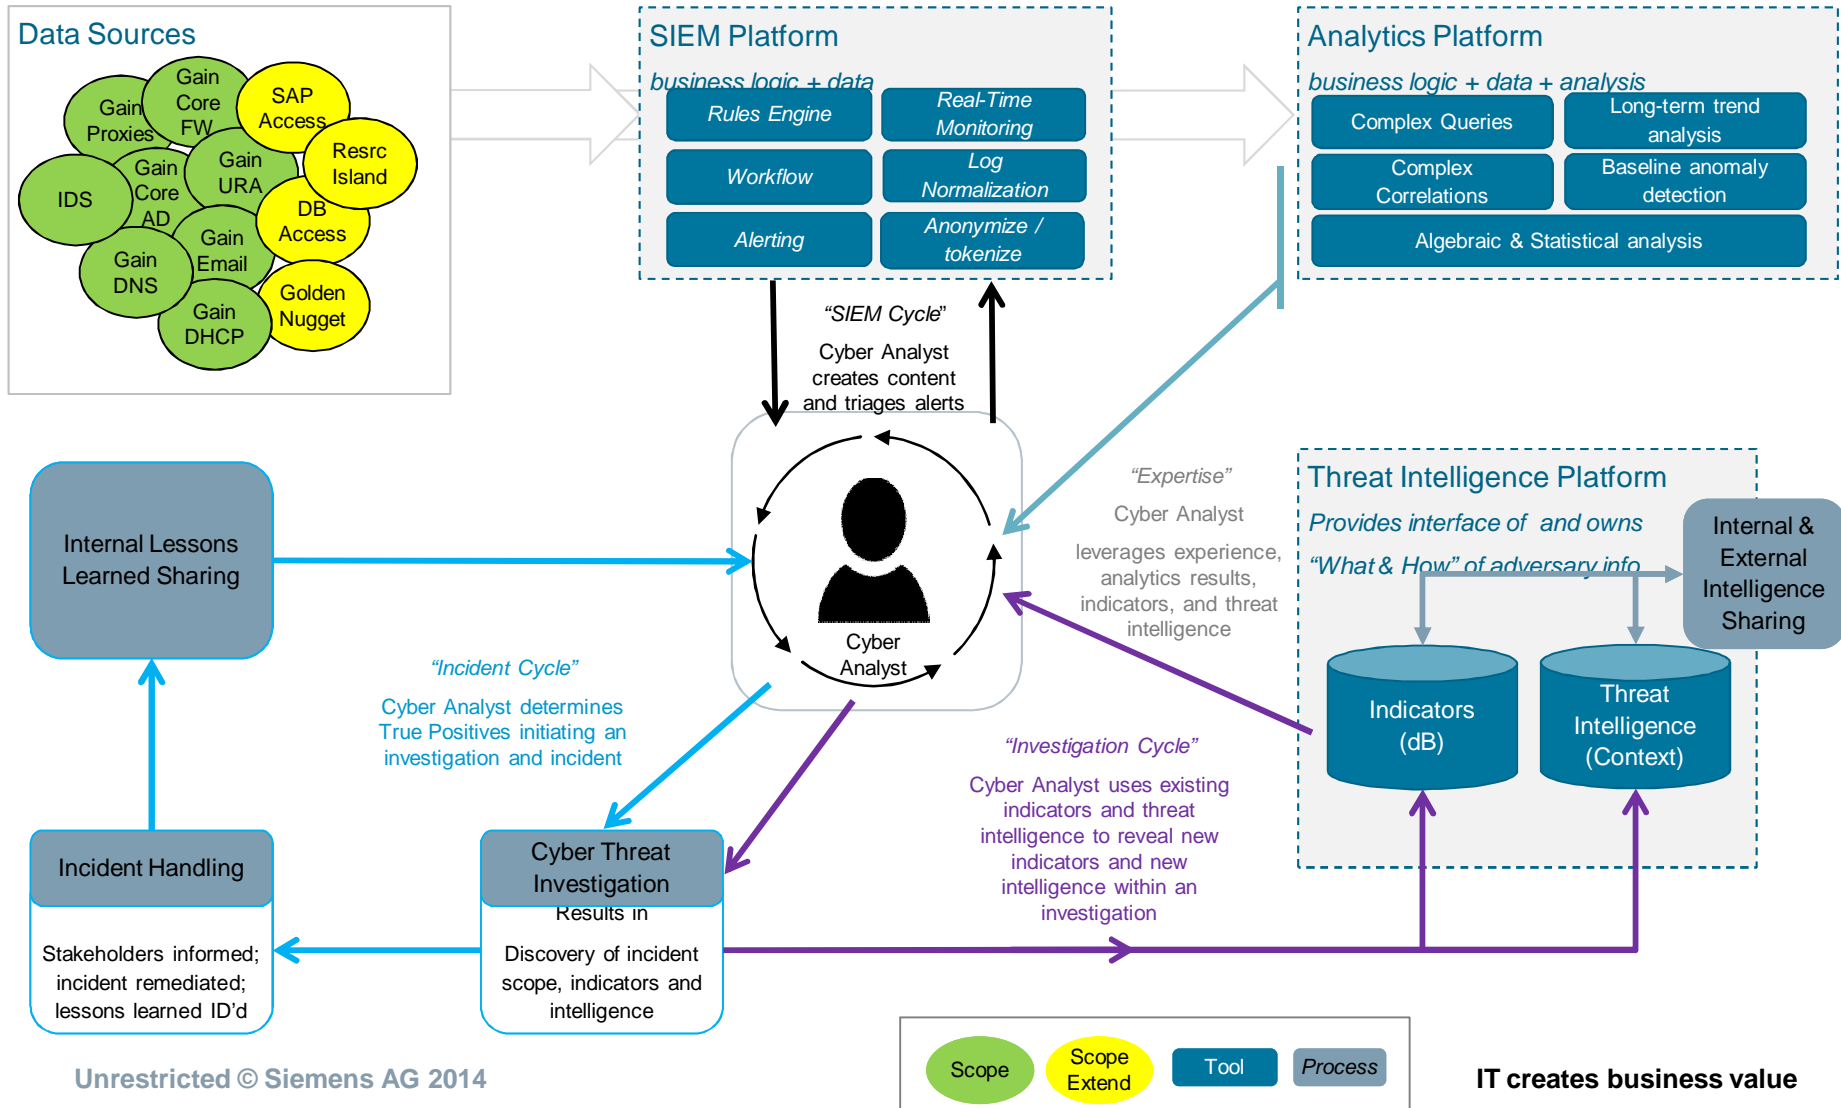 Data Sources
Gain
Proxies
Gain
Core
FW
SAP
Access
Resrc
Island
IDS
Gain
Core
AD
Gain
URA
DB
Access
Gain
Email
Gain
DNS
Gain
DHCP
Golden
Nugget
SIEM Platform
business logic + data
Rules Engine
Real-Time
Monitoring
Workflow
Log
Normalization
Alerting
Anonymize /
tokenize
Analytics Platform
business logic + data + analysis
Complex Queries
Long-term trend
analysis
Complex
Correlations
Baseline anomaly
detection
Algebraic & Statistical analysis
“SIEM Cycle”
Cyber Analyst
creates content
and triages alerts
Cyber
Analyst
“Expertise”
Cyber Analyst
leverages experience,
analytics results,
indicators, and threat
intelligence
Threat Intelligence Platform
Provides interface of and owns
“What & How” of adversary info
Internal &
External
Intelligence
Sharing
Indicators
(dB)
Threat
Intelligence
(Context)
Internal Lessons
Learned Sharing
“Incident Cycle”
Cyber Analyst determines
True Positives initiating an
investigation and incident
“Investigation Cycle”
Cyber Analyst uses existing
indicators and threat
intelligence to reveal new
indicators and new
intelligence within an
investigation
Incident Handling
Stakeholders informed;
incident remediated;
lessons learned ID’d
Cyber Threat
Investigation
Results in
Discovery of incident
scope, indicators and
intelligence
Scope
Scope
Extend
Tool
Process
Unrestricted © Siemens AG 2014
IT creates business value